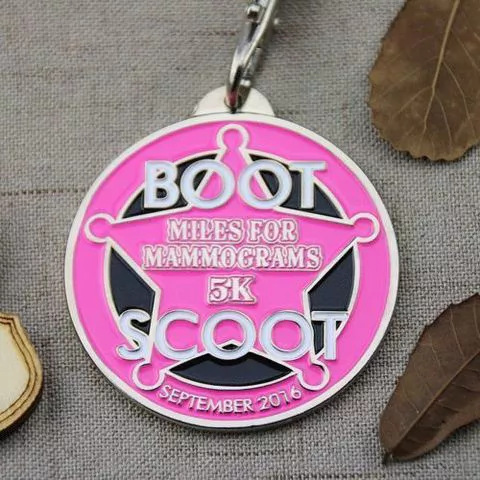 BOOT
MILES FOR
MAMMOGRAMS
5K
SCOOT
SEPTEMBER 2016